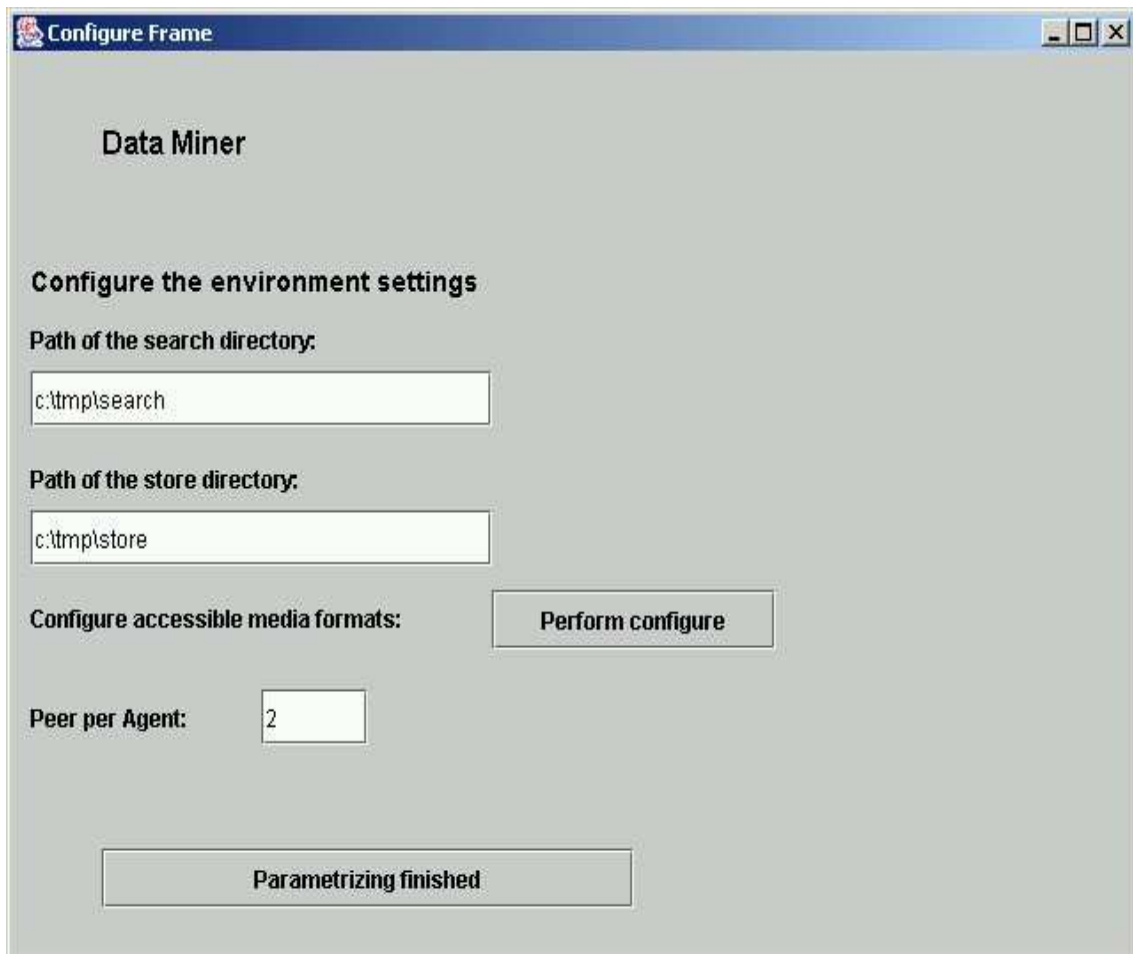 Configure Frame
Data Miner
Configure the environment settings
Path of the search directory:
c:\tmp\search
Path of the store directory:
c:\tmp\store
Configure accessible media formats: Perform configure
Peer per Agent: 2
Parametrizing finished